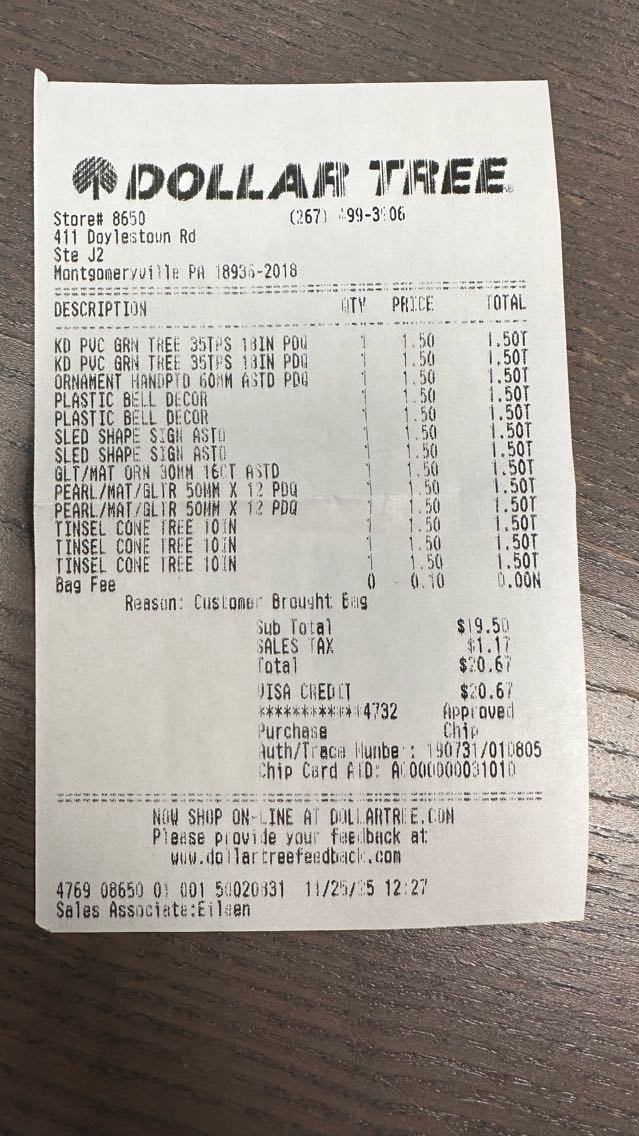 DOLLAR TREE
Store# 8650
411 Doylestown Rd
Ste J2
Montgomeryville PA 18936-2018
DESCRIPTION QTY PRICE TOTAL
KD PVC GRN TREE 35TPS 18IN PDQ 1 1.50 1.50T
KD PVC GRN TREE 35TPS 18IN PDQ 1 1.50 1.50T
ORNAMENT HANDPTD 60MM ASTD PDQ 1 1.50 1.50T
PLASTIC BELL DECOR 1 1.50 1.50T
PLASTIC BELL DECOR 1 1.50 1.50T
SLED SHAPE SIGN ASTD 1 1.50 1.50T
SLED SHAPE SIGN ASTD 1 1.50 1.50T
GLT/MAT ORN 30MM 16CT ASTD 1 1.50 1.50T
PEARL/MAT/GLTR 50MM X 12 PDQ 1 1.50 1.50T
PEARL/MAT/GLTR 50MM X 12 PDQ 1 1.50 1.50T
TINSEL CONE TREE 10IN 1 1.50 1.50T
TINSEL CONE TREE 10IN 1 1.50 1.50T
TINSEL CONE TREE 10IN 1 1.50 1.50T
Bag Fee 0 0.10 0.00N
Reason: Customer Brought Bag
Sub Total $19.50
SALES TAX $1.17
Total $20.67
VISA CREDIT $20.67
************4732 Approved
Purchase Chip
Auth/Trace Number: 190731/010805
Chip Card AID: A0000000031010
NOW SHOP ON-LINE AT DOLLARTREE.COM
Please provide your feedback at
www.dollartreefeedback.com
4769 08650 01 001 50020831 11/25/25 12:27
Sales Associate:Eileen